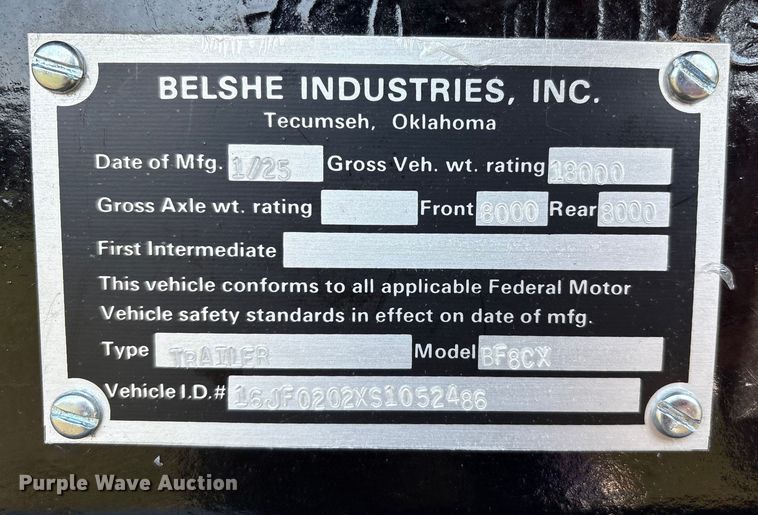 BELSHE INDUSTRIES, INC.
Tecumseh, Oklahoma
Date of Mfg. 1/25 Gross Veh. wt. rating 18000
Gross Axle wt. rating Front 8000 Rear 8000
First Intermediate
This vehicle conforms to all applicable Federal Motor
Vehicle safety standards in effect on date of mfg.
Type TRAILER Model BF8CX
Vehicle I.D.# 16JF0202XS1052486
Purple Wave Auction